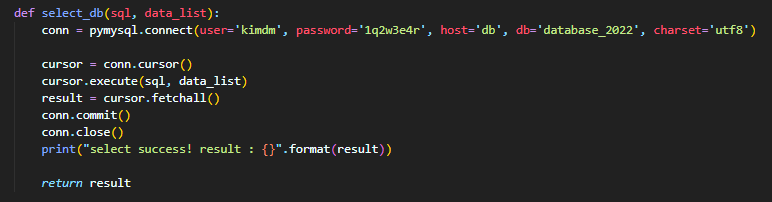 def select_db(sql, data_list):
    conn = pymysql.connect(user='kimdm', password='1q2w3e4r', host='db', db='database_2022', charset='utf8')
    cursor = conn.cursor()
    cursor.execute(sql, data_list)
    result = cursor.fetchall()
    conn.commit()
    conn.close()
    print("select success! result : {}".format(result))
    return result